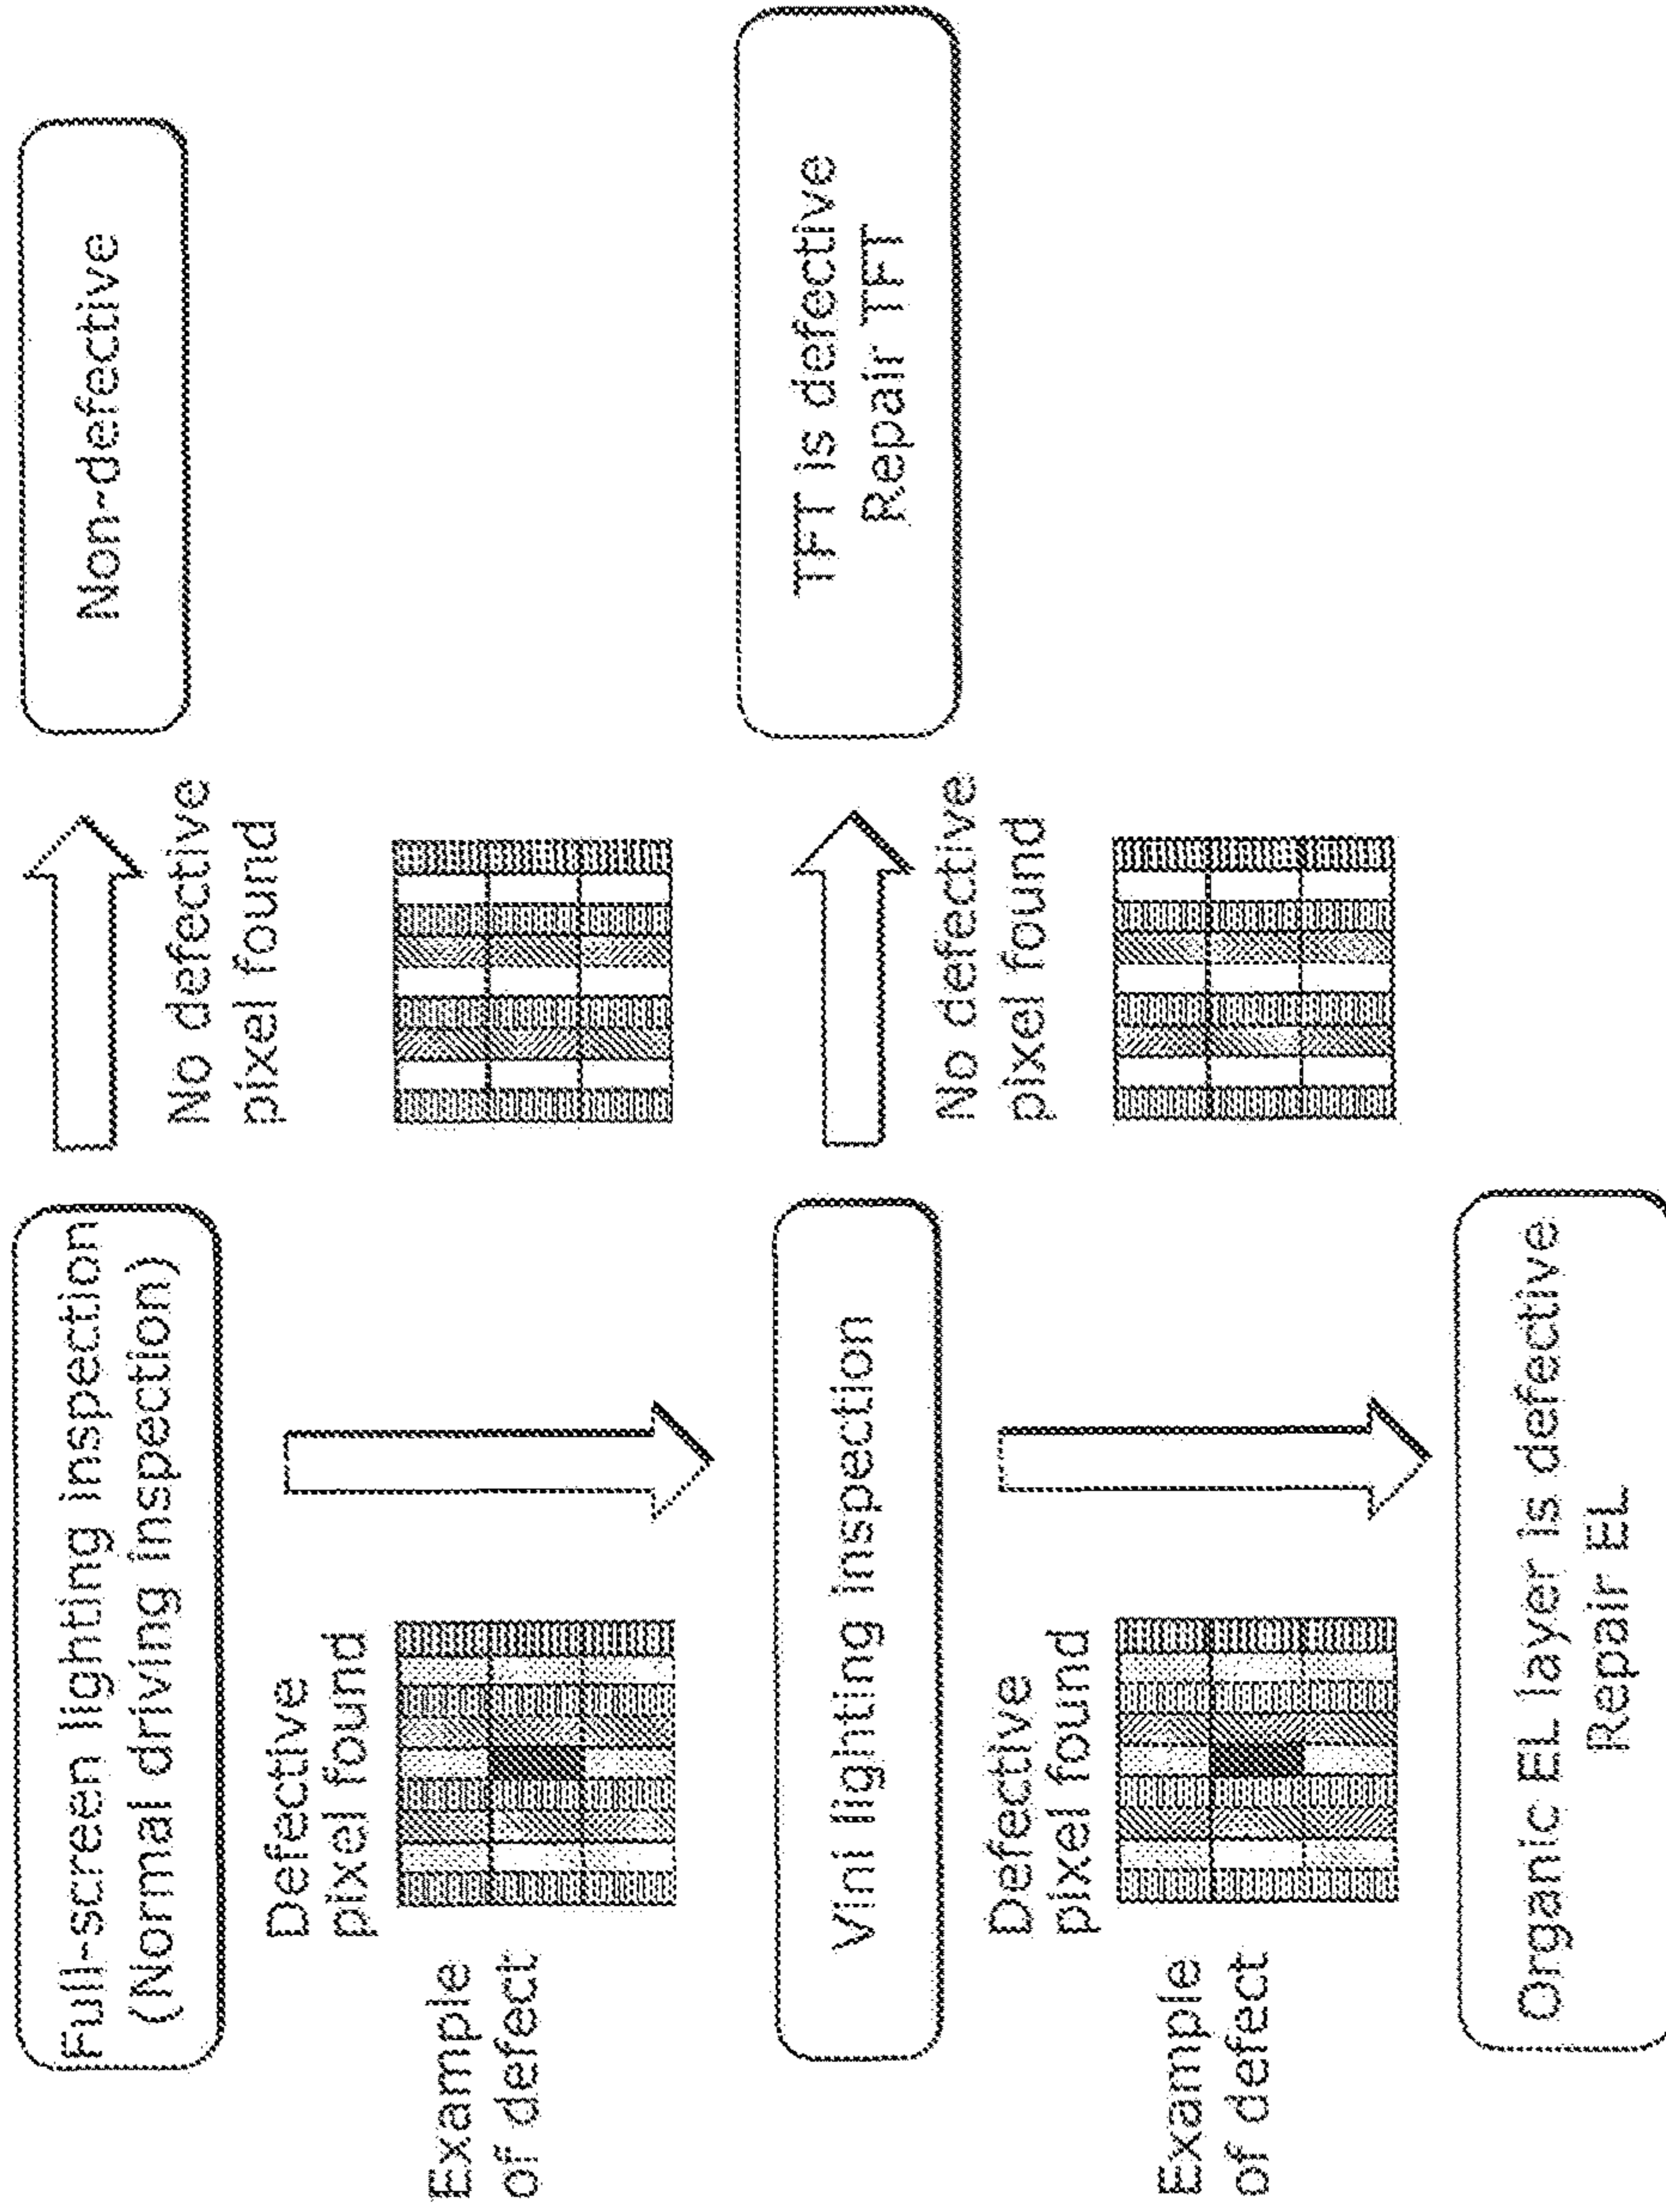 Full-screen lighting inspection
(Normal driving inspection)
No defective
pixel found
Non-defective
Defective
pixel found
Example
of defect
Vini lighting inspection
No defective
pixel found
TFT is defective
Repair TFT
Defective
pixel found
Example
of defect
Organic EL layer is defective
Repair EL